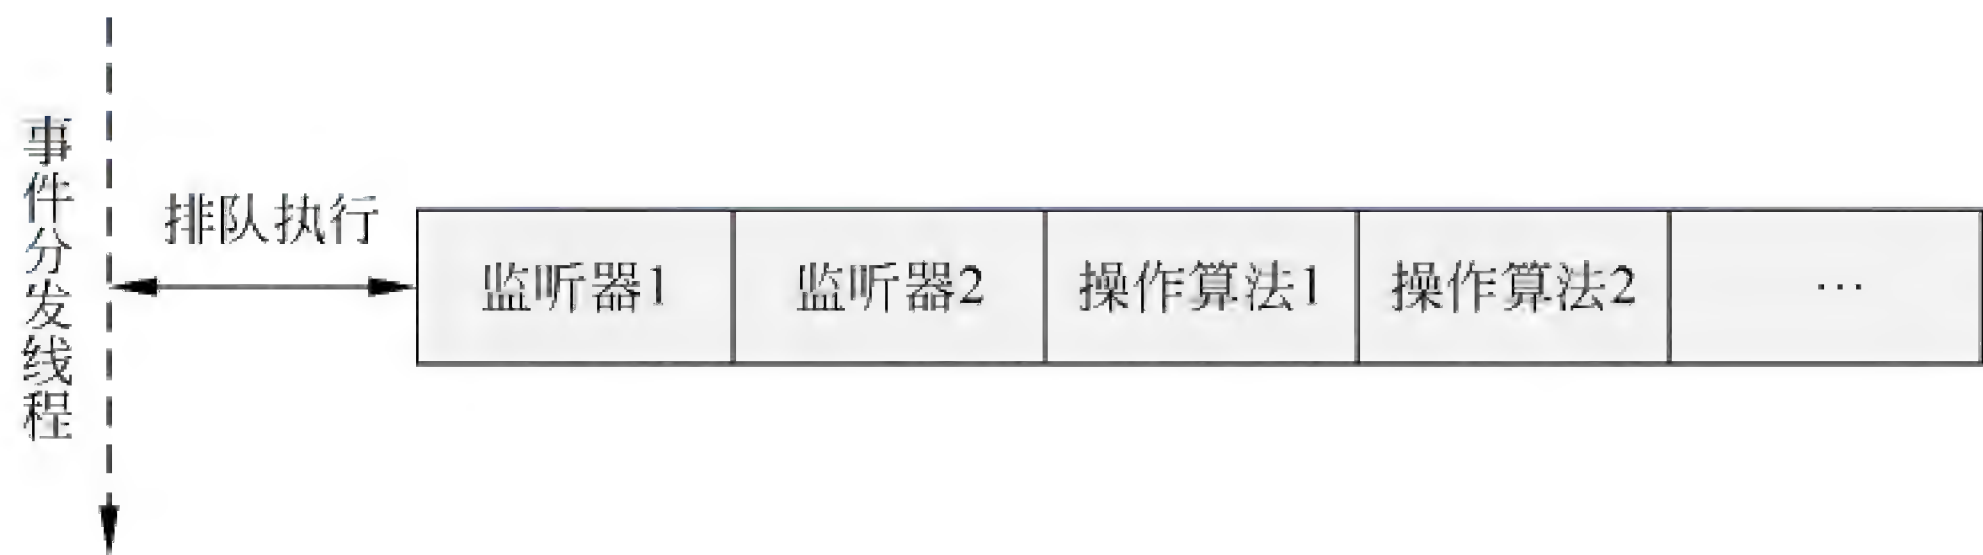 事件分发线程
排队执行
监听器1
监听器2
操作算法1
操作算法2
…